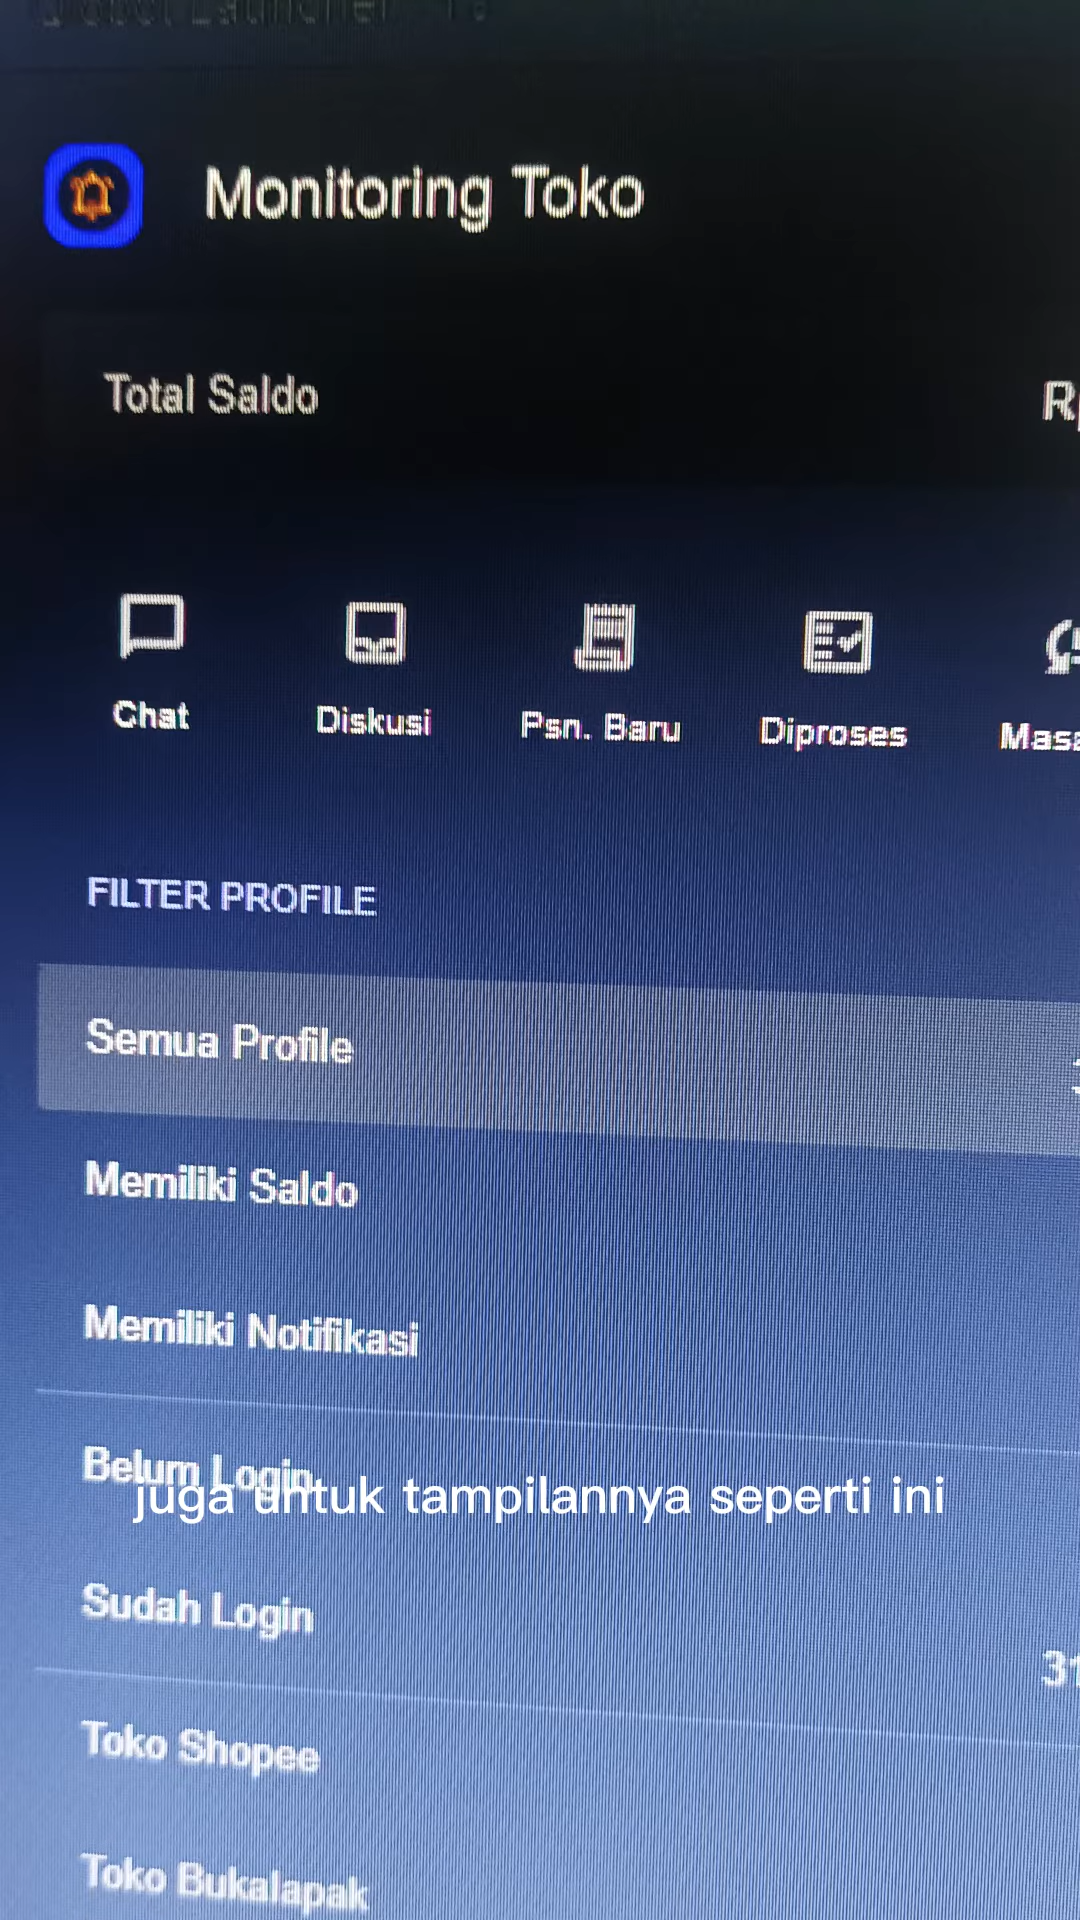 Monitoring Toko
Total Saldo
Chat
Diskusi
Psn. Baru
Diproses
FILTER PROFILE
Semua Profile
Memiliki Saldo
Memiliki Notifikasi
Belum Login
juga untuk tampilannya seperti ini
Sudah Login
31
Toko Shopee
Toko Bukalapak